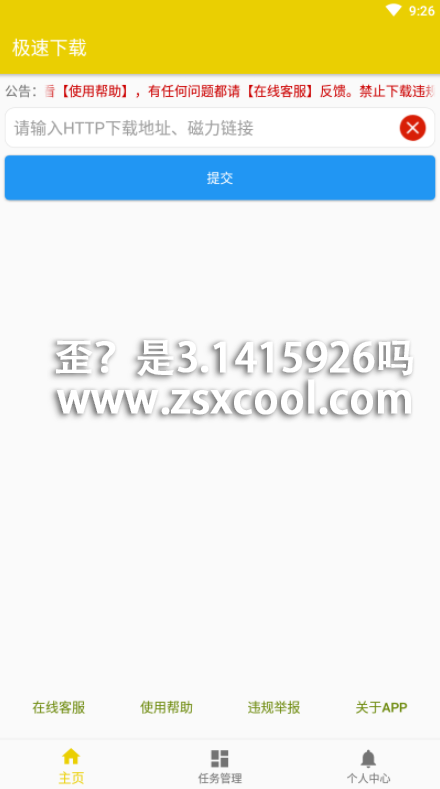 9:26
极速下载
公告：看【使用帮助】，有任何问题都请【在线客服】反馈。禁止下载违规
请输入HTTP下载地址、磁力链接
提交
歪？是3.1415926吗
www.zsxcool.com
在线客服 使用帮助 违规举报 关于APP
主页 任务管理 个人中心